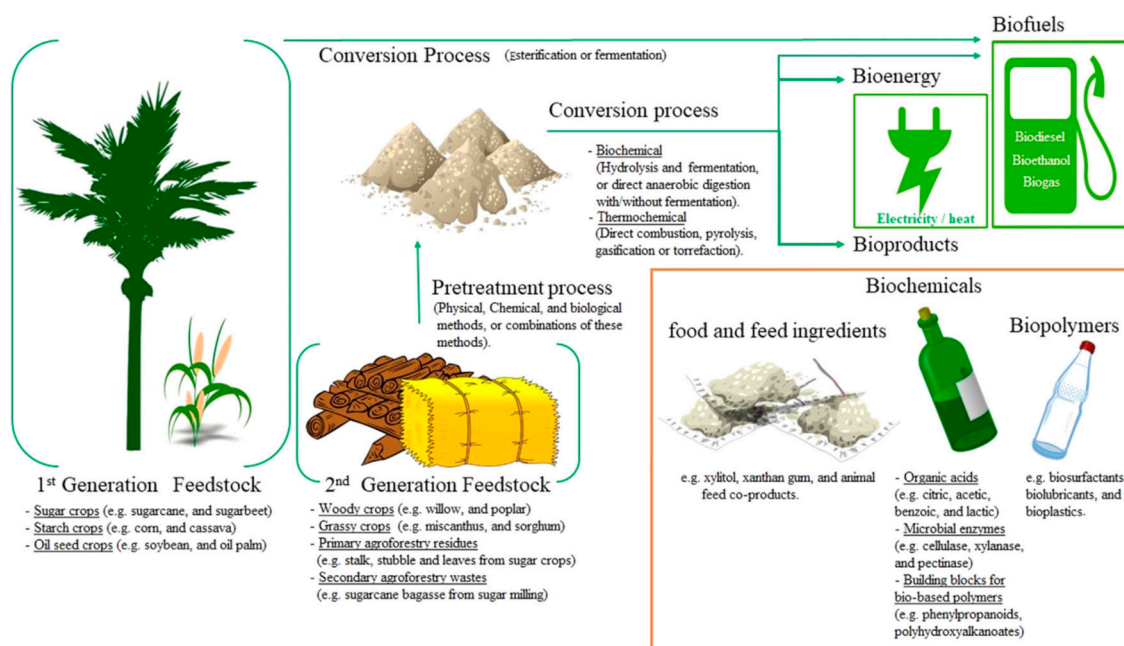 Biofuels
Conversion Process (Esterification or fermentation)
Bioenergy
Biodiesel
Bioethanol
Biogas
Electricity / heat
Conversion process
- Biochemical
(Hydrolysis and fermentation,
or direct anaerobic digestion
with/without fermentation).
- Thermochemical
(Direct combustion, pyrolysis,
gasification or torrefaction).
Bioproducts
Pretreatment process
(Physical, Chemical, and biological
methods, or combinations of these
methods).
1st Generation Feedstock
- Sugar crops (e.g. sugarcane, and sugarbeet)
- Starch crops (e.g. corn, and cassava)
- Oil seed crops (e.g. soybean, and oil palm)
2nd Generation Feedstock
- Woody crops (e.g. willow, and poplar)
- Grassy crops (e.g. miscanthus, and sorghum)
- Primary agroforestry residues
(e.g. stalk, stubble and leaves from sugar crops)
- Secondary agroforestry wastes
(e.g. sugarcane bagasse from sugar milling)
Biochemicals
food and feed ingredients
Biopolymers
e.g. xylitol, xanthan gum, and animal
feed co-products.
- Organic acids
(e.g. citric, acetic,
benzoic, and lactic)
- Microbial enzymes
(e.g. cellulase, xylanase,
and pectinase)
- Building blocks for
bio-based polymers
(e.g. phenylpropanoids,
polyhydroxyalkanoates)
e.g. biosurfactants,
biolubricants, and
bioplastics.